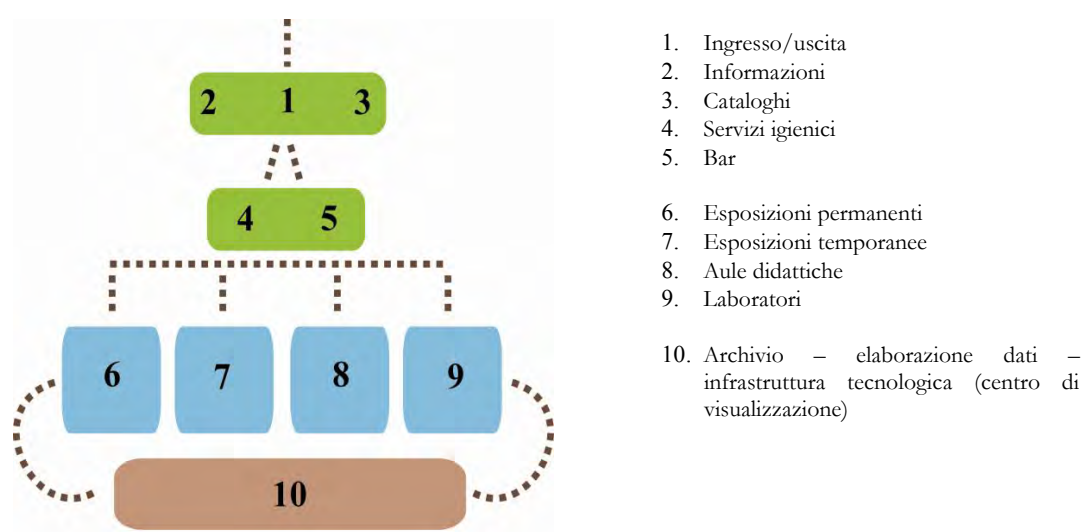 2 1 3
4 5
6 7 8 9
10
1. Ingresso/uscita
2. Informazioni
3. Cataloghi
4. Servizi igienici
5. Bar
6. Esposizioni permanenti
7. Esposizioni temporanee
8. Aule didattiche
9. Laboratori
10. Archivio – elaborazione dati –
infrastruttura tecnologica (centro di
visualizzazione)